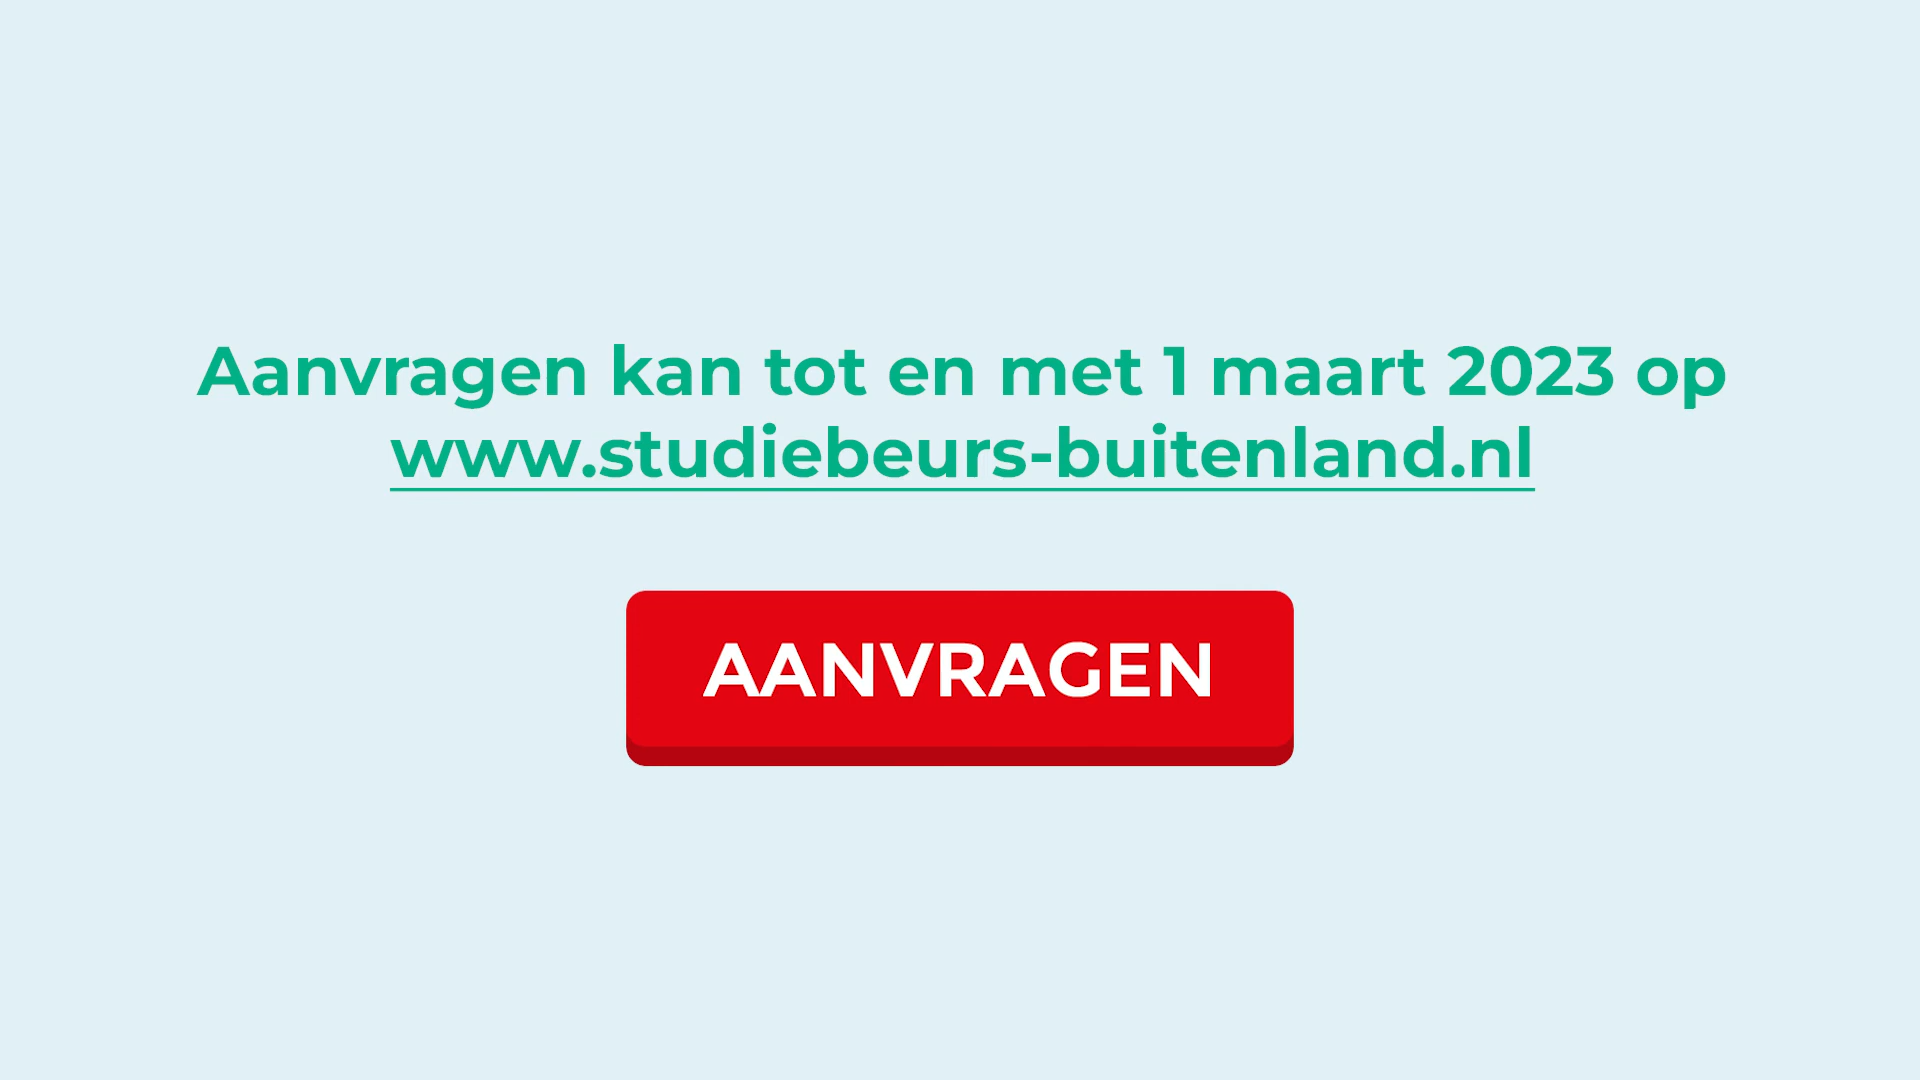 Aanvragen kan tot en met 1 maart 2023 op
www.studiebeurs-buitenland.nl
AANVRAGEN